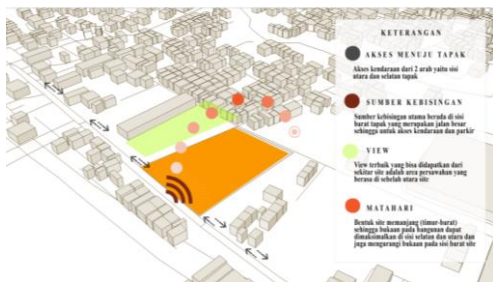 KETERANGAN
AKSES MENUJU TAPAK
Akses kendaraan dari 2 arah yaitu sisi
utara dan selatan tapak
SUMBER KEBISINGAN
Sumber kebisingan utama berada di sisi
barat tapak yang merupakan jalan besar
sehingga untuk akses kendaraan dan parkir
VIEW
View terbaik yang bisa didapatkan dari
sekitar site adalah area persawahan yang
berasa di sebelah utara site
MATAHARI
Bentuk site memanjang (timur-barat)
sehingga bukaan pada bangunan dapat
dimaksimalkan di sisi selatan dan utara dan
juga mengurangi bukaan pada sisi barat site